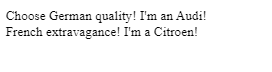 Choose German quality! I'm an Audi!
French extravagance! I'm a Citroen!